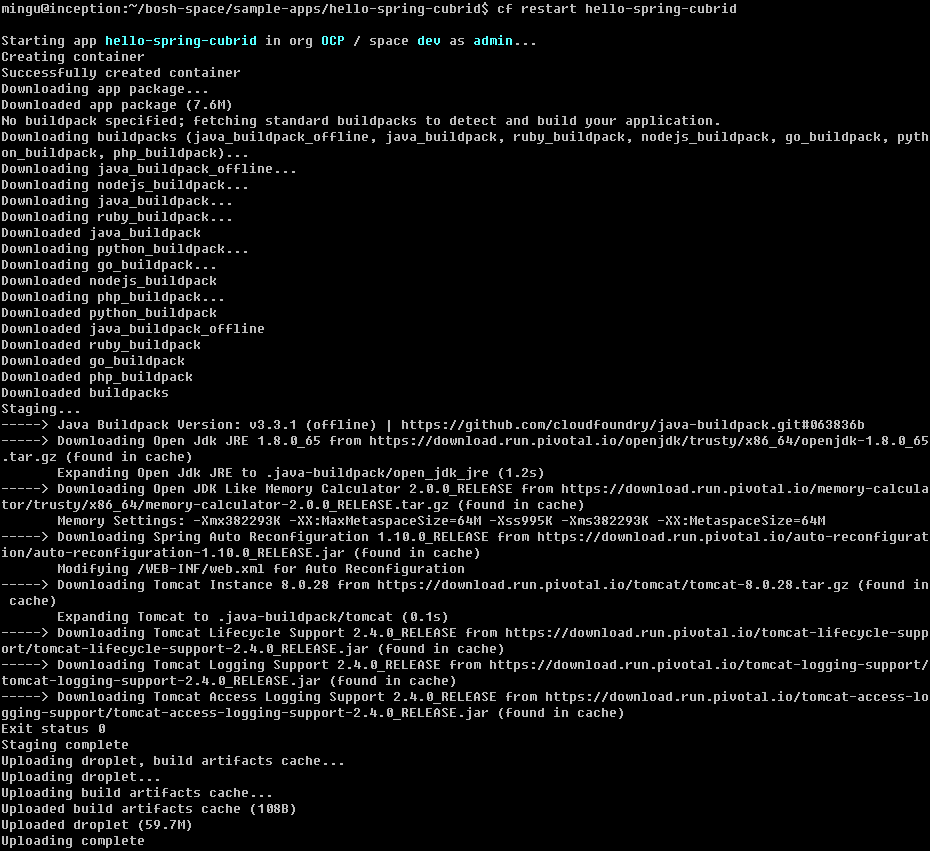 mingu@inception:~/bosh-space/sample-apps/hello-spring-cubrid$ cf restart hello-spring-cubrid
Starting app hello-spring-cubrid in org OCP / space dev as admin...
Creating container
Successfully created container
Downloading app package...
Downloaded app package (7.6M)
No buildpack specified; fetching standard buildpacks to detect and build your application.
Downloading buildpacks (java_buildpack_offline, java_buildpack, ruby_buildpack, nodejs_buildpack, go_buildpack, pyth
on_buildpack, php_buildpack)...
Downloading java_buildpack_offline...
Downloading nodejs_buildpack...
Downloading java_buildpack...
Downloading ruby_buildpack...
Downloaded java_buildpack
Downloading python_buildpack...
Downloading go_buildpack...
Downloaded nodejs_buildpack
Downloading php_buildpack...
Downloaded python_buildpack
Downloaded java_buildpack_offline
Downloaded ruby_buildpack
Downloaded go_buildpack
Downloaded php_buildpack
Downloaded buildpacks
Staging...
-----> Java Buildpack Version: v3.3.1 (offline) | https://github.com/cloudfoundry/java-buildpack.git#063836b
-----> Downloading Open Jdk JRE 1.8.0_65 from https://download.run.pivotal.io/openjdk/trusty/x86_64/openjdk-1.8.0_65
.tar.gz (found in cache)
Expanding Open Jdk JRE to .java-buildpack/open_jdk_jre (1.2s)
-----> Downloading Open JDK Like Memory Calculator 2.0.0_RELEASE from https://download.run.pivotal.io/memory-calcula
tor/trusty/x86_64/memory-calculator-2.0.0_RELEASE.tar.gz (found in cache)
Memory Settings: -Xmx382293K -XX:MaxMetaspaceSize=64M -Xss995K -Xms382293K -XX:MetaspaceSize=64M
-----> Downloading Spring Auto Reconfiguration 1.10.0_RELEASE from https://download.run.pivotal.io/auto-reconfigurat
ion/auto-reconfiguration-1.10.0_RELEASE.jar (found in cache)
Modifying /WEB-INF/web.xml for Auto Reconfiguration
-----> Downloading Tomcat Instance 8.0.28 from https://download.run.pivotal.io/tomcat/tomcat-8.0.28.tar.gz (found in
cache)
Expanding Tomcat to .java-buildpack/tomcat (0.1s)
-----> Downloading Tomcat Lifecycle Support 2.4.0_RELEASE from https://download.run.pivotal.io/tomcat-lifecycle-supp
ort/tomcat-lifecycle-support-2.4.0_RELEASE.jar (found in cache)
-----> Downloading Tomcat Logging Support 2.4.0_RELEASE from https://download.run.pivotal.io/tomcat-logging-support/
tomcat-logging-support-2.4.0_RELEASE.jar (found in cache)
-----> Downloading Tomcat Access Logging Support 2.4.0_RELEASE from https://download.run.pivotal.io/tomcat-access-lo
gging-support/tomcat-access-logging-support-2.4.0_RELEASE.jar (found in cache)
Exit status 0
Staging complete
Uploading droplet, build artifacts cache...
Uploading droplet...
Uploading build artifacts cache...
Uploaded build artifacts cache (108B)
Uploaded droplet (59.7M)
Uploading complete